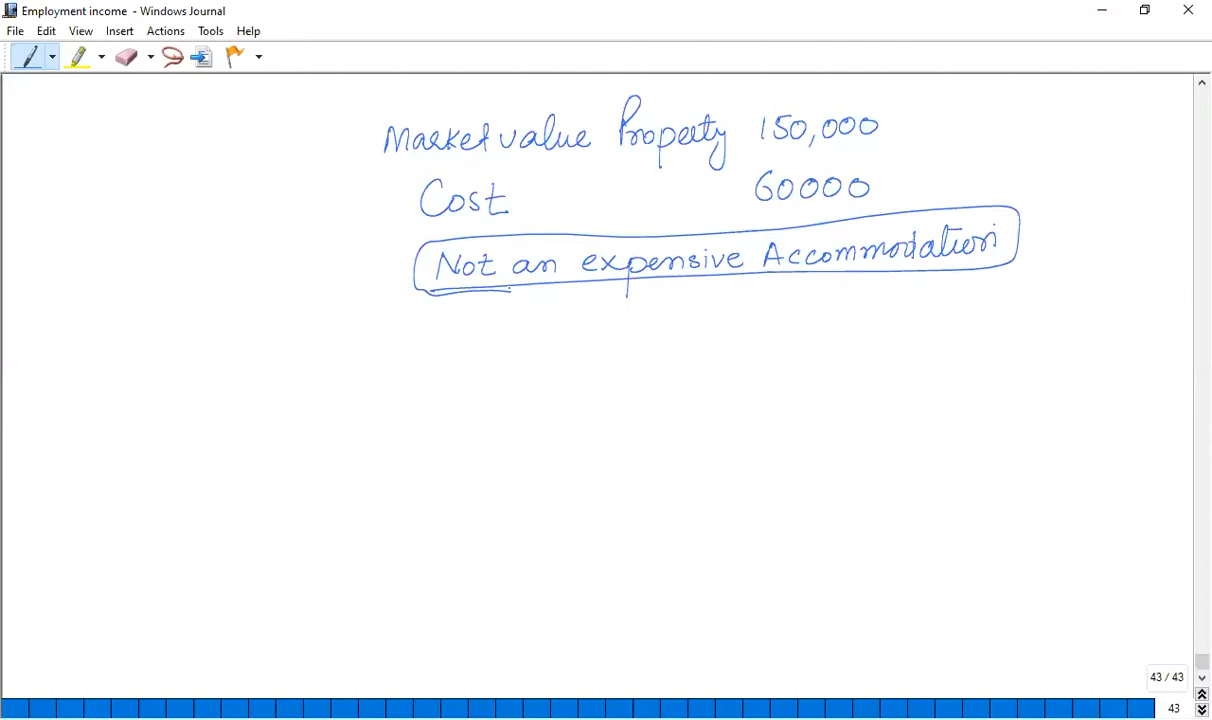 Employment income - Windows Journal
File Edit View Insert Actions Tools Help
Market value Property 150,000
Cost 60000
Not an expensive Accommodation
43 / 43
43